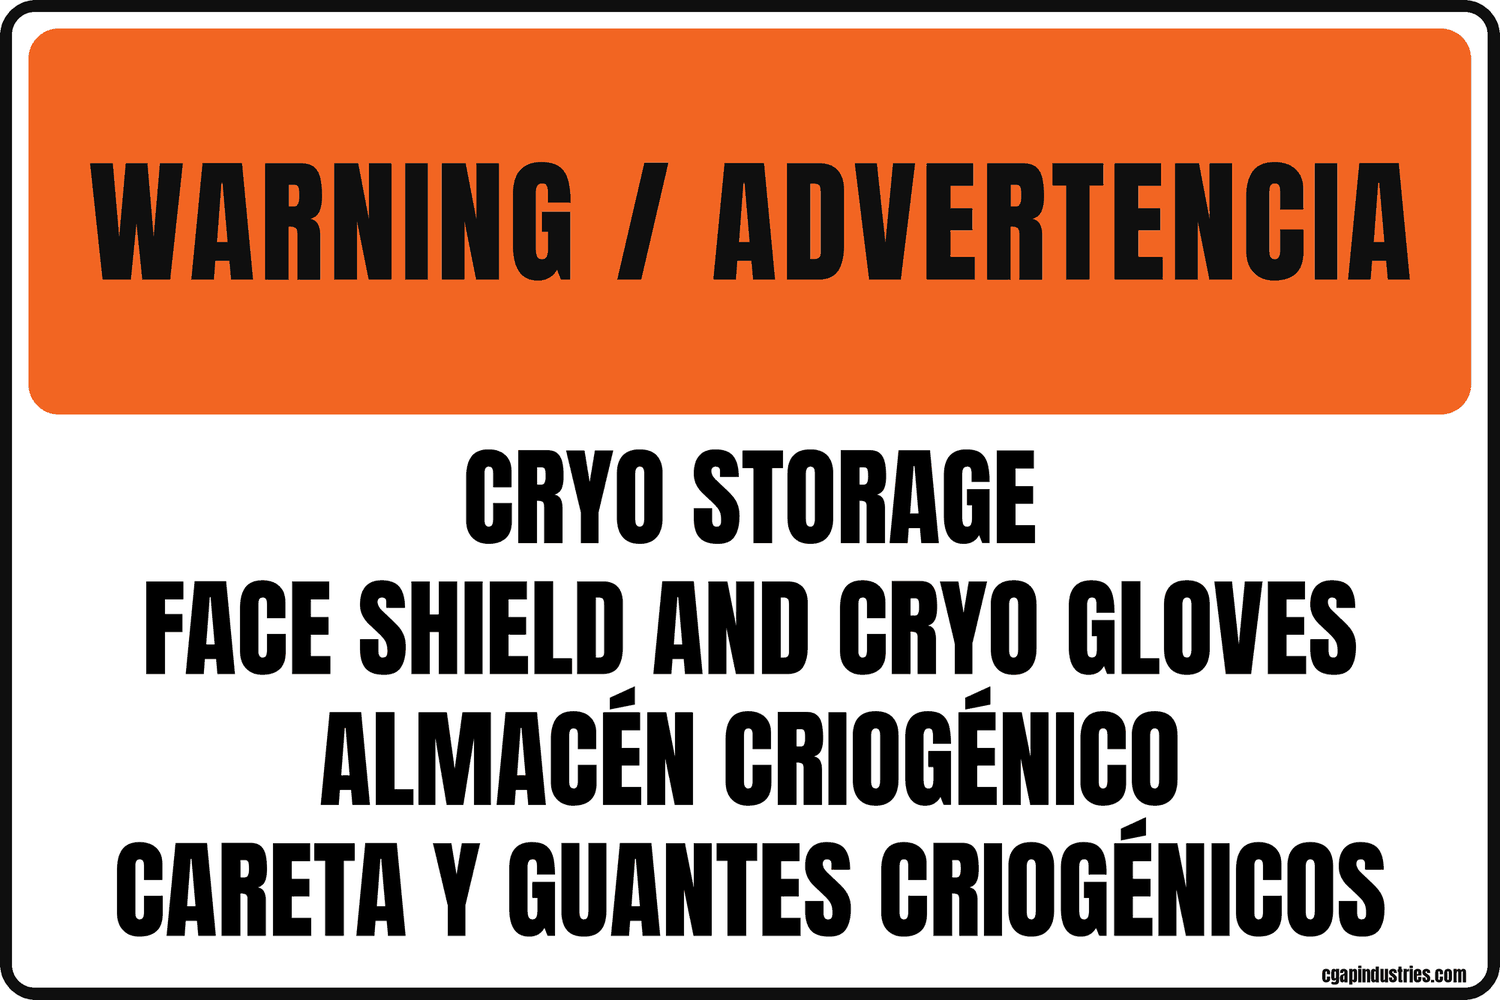 WARNING / ADVERTENCIA
CRYO STORAGE
FACE SHIELD AND CRYO GLOVES
ALMACÉN CRIOGÉNICO
CARETA Y GUANTES CRIOGÉNICOS
cgapindustries.com